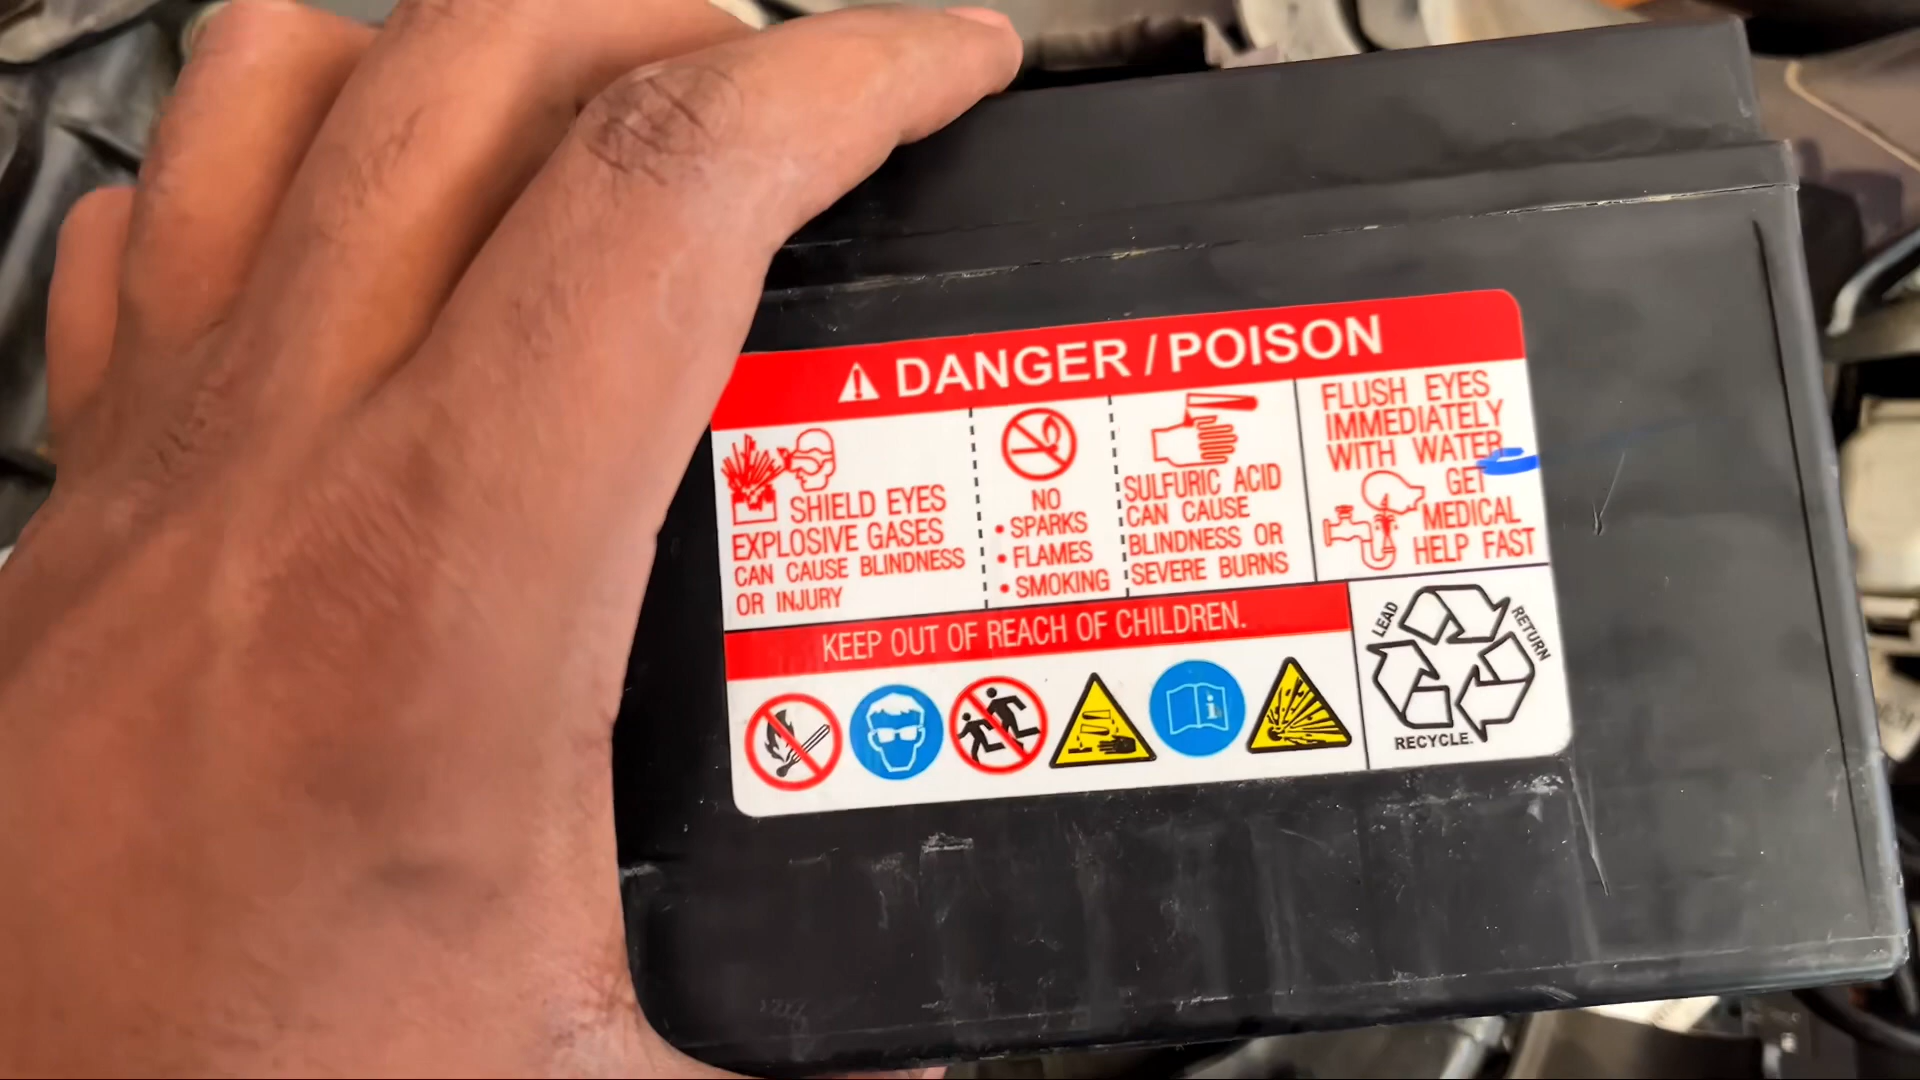 DANGER / POISON
SHIELD EYES
EXPLOSIVE GASES
CAN CAUSE BLINDNESS
OR INJURY
NO
• SPARKS
• FLAMES
• SMOKING
SULFURIC ACID
CAN CAUSE
BLINDNESS OR
SEVERE BURNS
FLUSH EYES
IMMEDIATELY
WITH WATER
GET
MEDICAL
HELP FAST
KEEP OUT OF REACH OF CHILDREN.
LEAD
RETURN
RECYCLE.